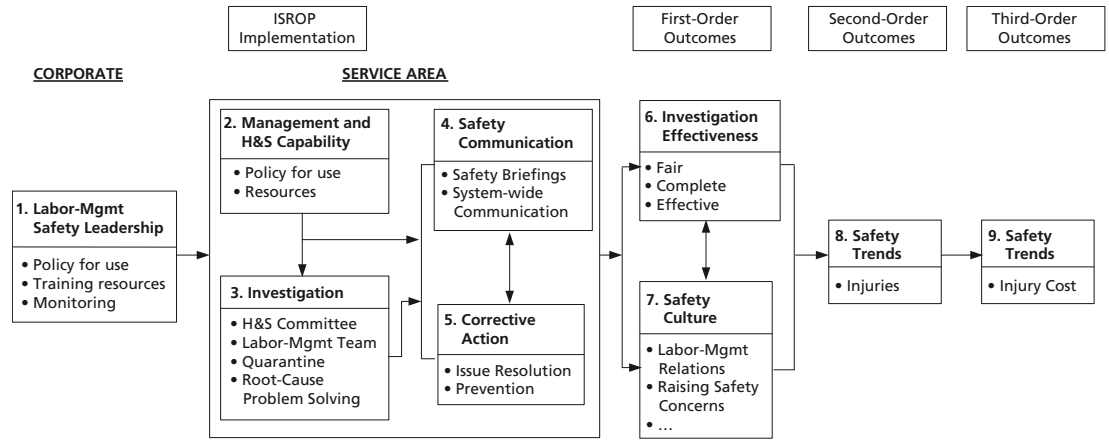 ISROP
Implementation
First-Order
Outcomes
Second-Order
Outcomes
Third-Order
Outcomes
CORPORATE
SERVICE AREA
1. Labor-Mgmt
Safety Leadership
• Policy for use
• Training resources
• Monitoring
2. Management and
H&S Capability
• Policy for use
• Resources
3. Investigation
• H&S Committee
• Labor-Mgmt Team
• Quarantine
• Root-Cause
Problem Solving
4. Safety
Communication
• Safety Briefings
• System-wide
Communication
5. Corrective
Action
• Issue Resolution
• Prevention
6. Investigation
Effectiveness
• Fair
• Complete
• Effective
7. Safety
Culture
• Labor-Mgmt
Relations
• Raising Safety
Concerns
• ...
8. Safety
Trends
• Injuries
9. Safety
Trends
• Injury Cost